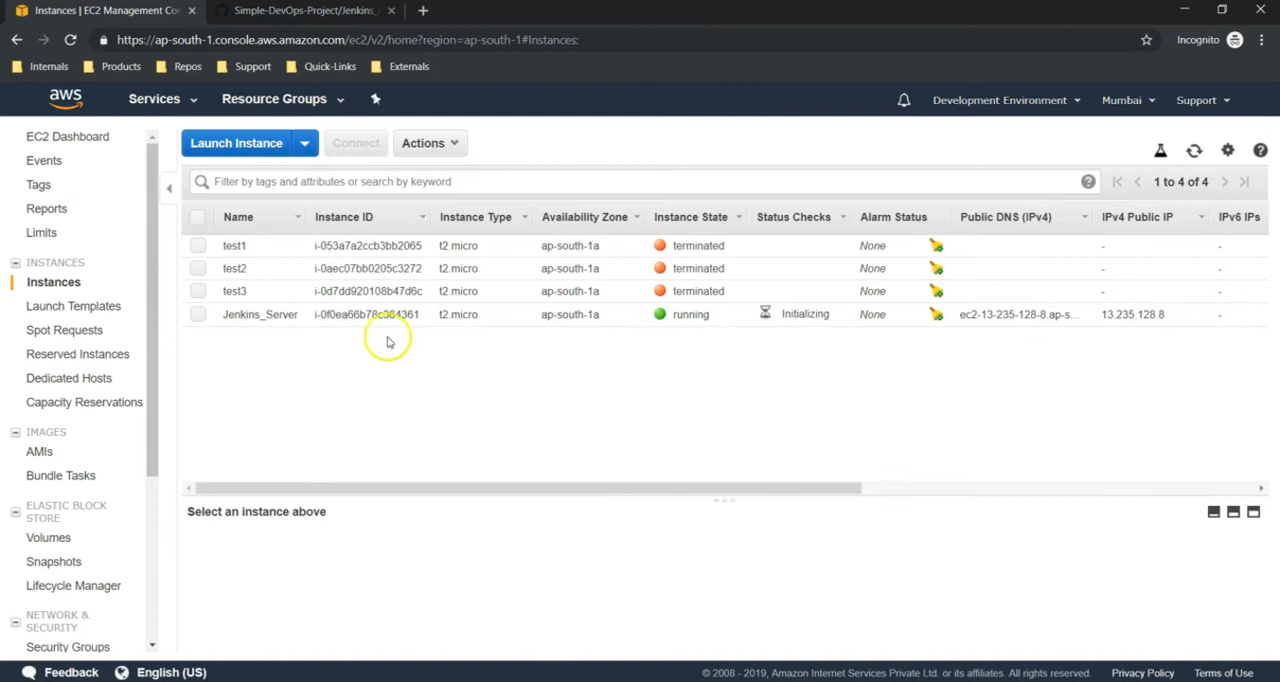 Instances | EC2 Management Co
Simple-DevOps-Project/Jenkins_
https://ap-south-1.console.aws.amazon.com/ec2/v2/home?region=ap-south-1#Instances:
Incognito
Internals Products Repos Support Quick-Links Externals
aws Services Resource Groups Development Environment Mumbai Support
EC2 Dashboard
Events
Tags
Reports
Limits
INSTANCES
Instances
Launch Templates
Spot Requests
Reserved Instances
Dedicated Hosts
Capacity Reservations
IMAGES
AMIs
Bundle Tasks
ELASTIC BLOCK
STORE
Volumes
Snapshots
Lifecycle Manager
NETWORK &
SECURITY
Security Groups
Launch Instance Connect Actions
Filter by tags and attributes or search by keyword
1 to 4 of 4
Name Instance ID Instance Type Availability Zone Instance State Status Checks Alarm Status Public DNS (IPv4) IPv4 Public IP IPv6 IPs
test1 i-053a7a2ccb3bb2065 t2.micro ap-south-1a terminated None - -
test2 i-0aec07bb0205c3272 t2.micro ap-south-1a terminated None - -
test3 i-0d7dd920108b47d6c t2.micro ap-south-1a terminated None - -
Jenkins_Server i-0f0ea66b78c384361 t2.micro ap-south-1a running Initializing None ec2-13-235-128-8.ap-s... 13.235.128.8 -
Select an instance above
Feedback English (US)
© 2008 - 2019, Amazon Internet Services Private Ltd. or its affiliates. All rights reserved. Privacy Policy Terms of Use